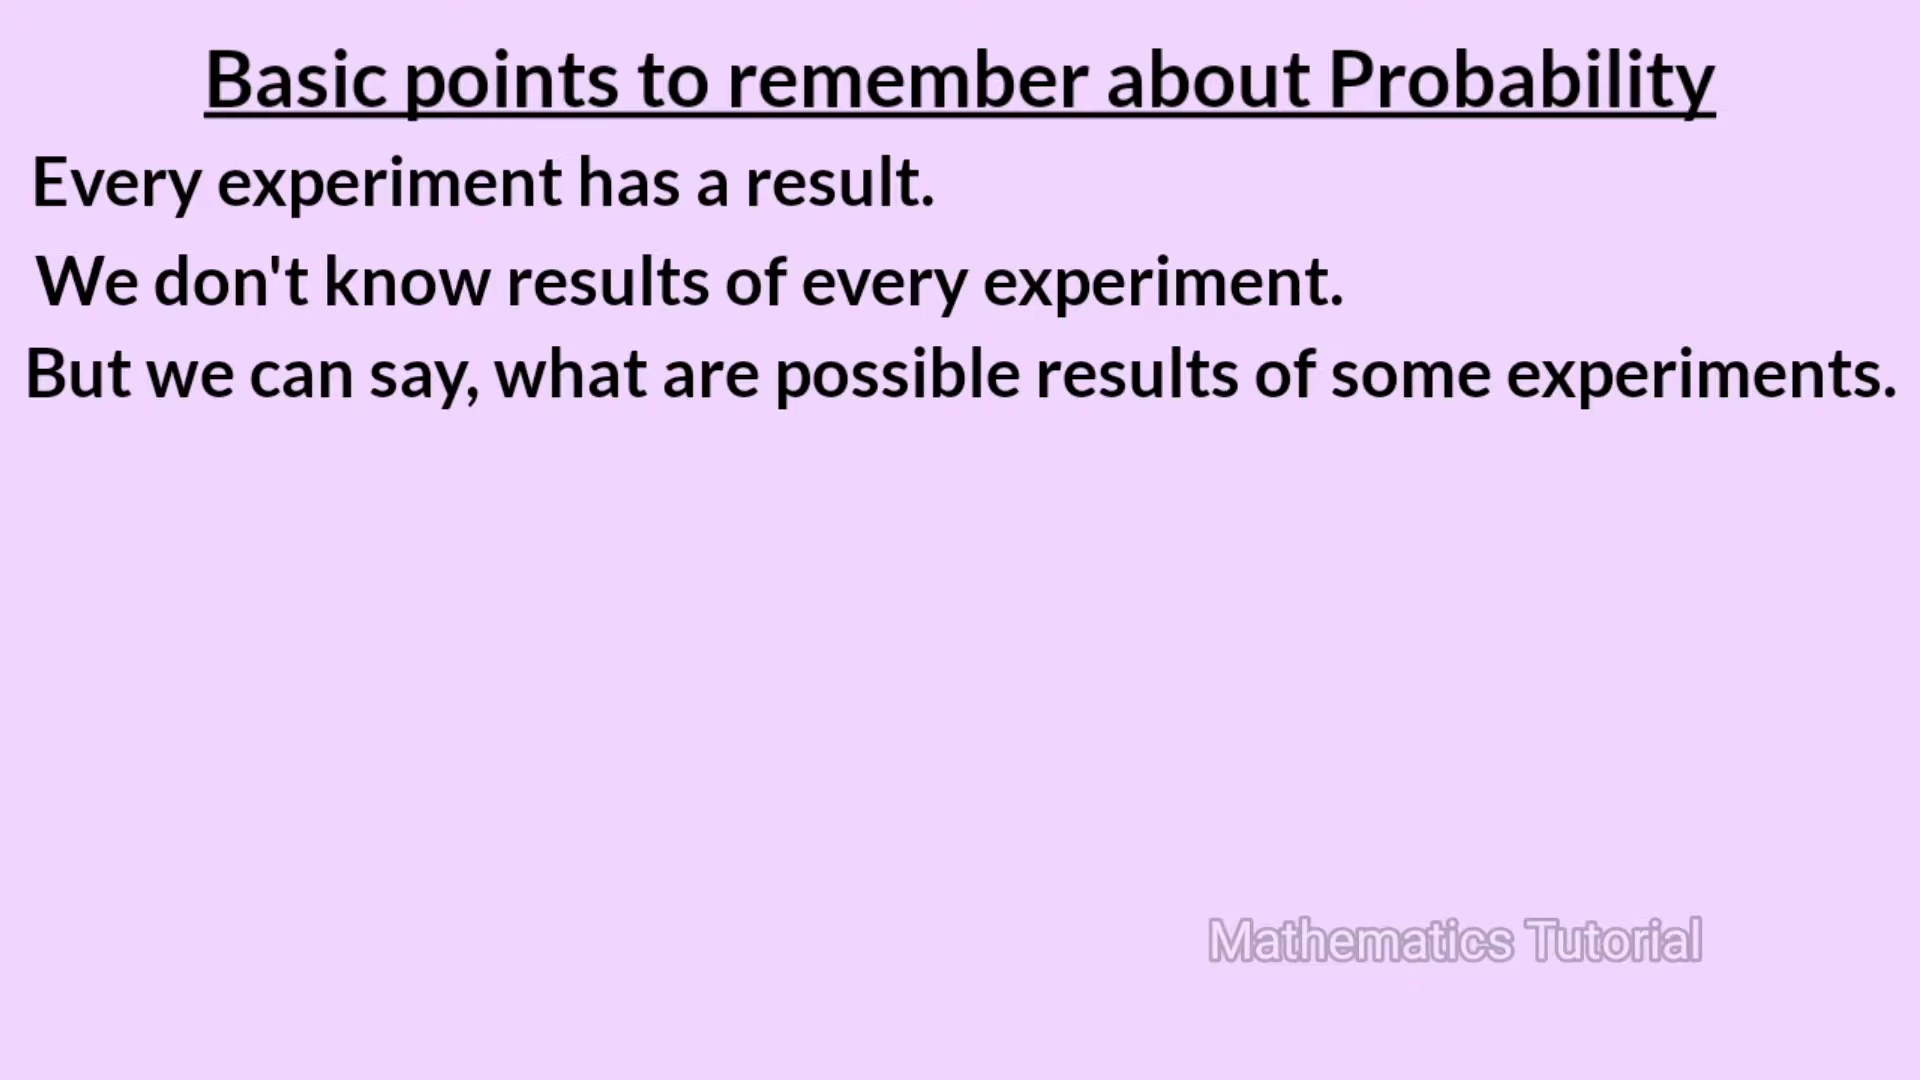 Basic points to remember about Probability
Every experiment has a result.
We don't know results of every experiment.
But we can say, what are possible results of some experiments.
Mathematics Tutorial